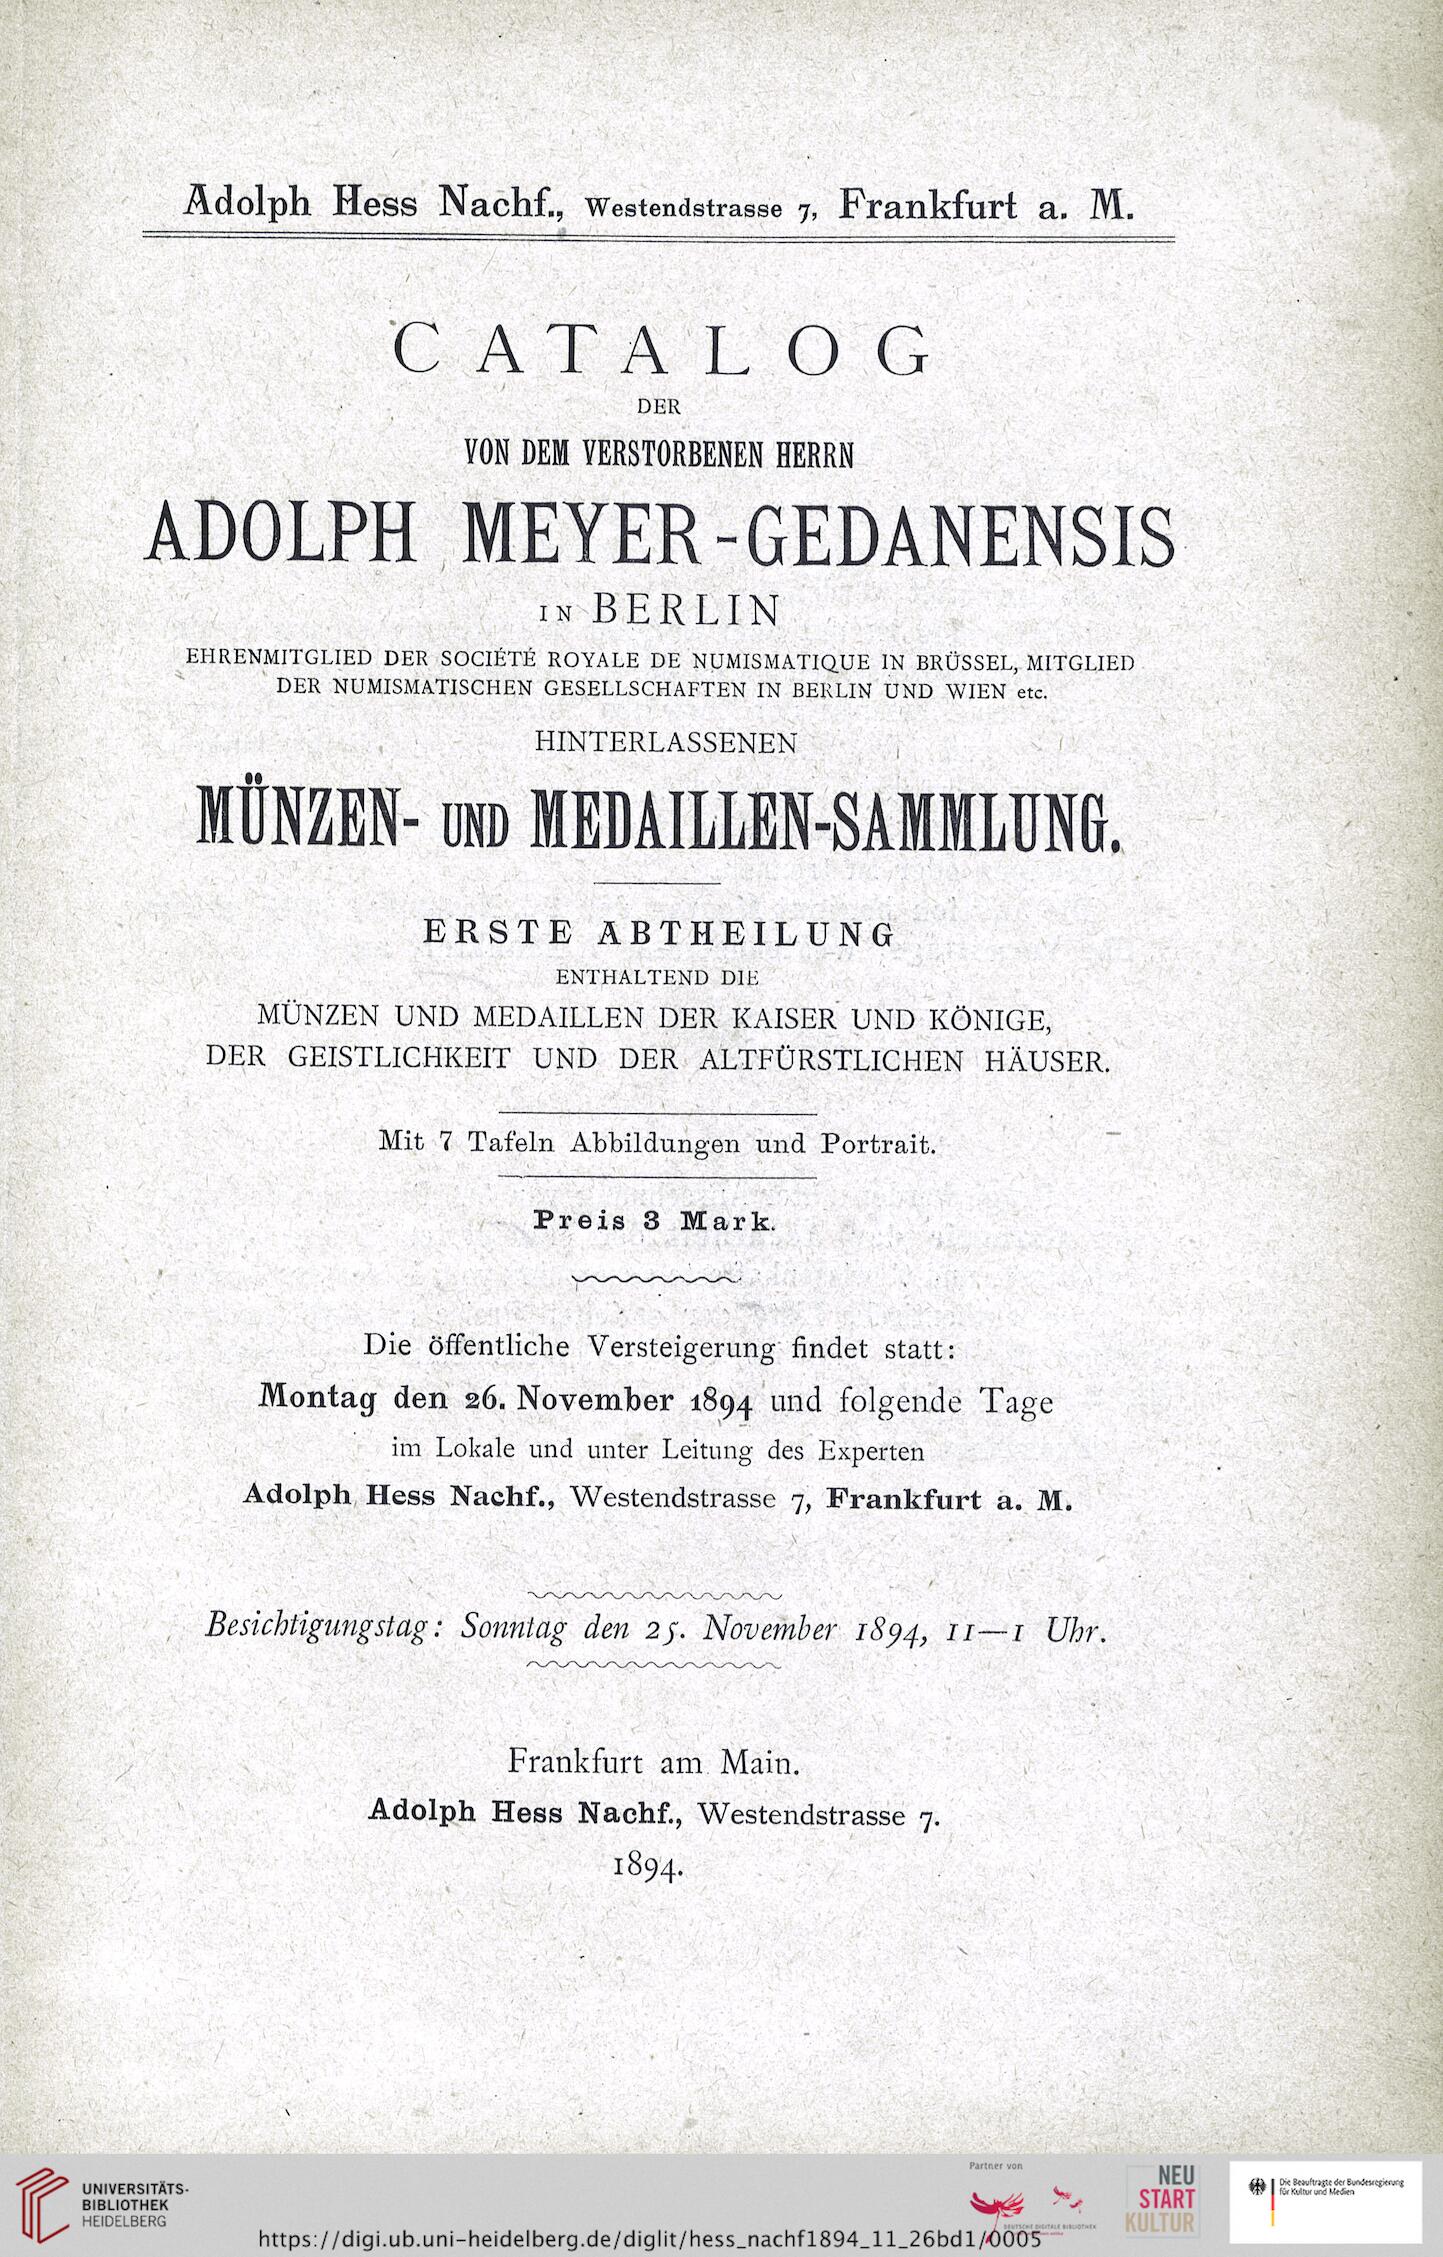 Adolph Hess Nachf., Westendstrasse 7, Frankfurt a. M.
CATALOG
DER
VON DEM VERSTORBENEN HERRN
ADOLPH MEYER-GEDANENSIS
IN BERLIN
EHRENMITGLIED DER SOCIÉTÉ ROYALE DE NUMISMATIQUE IN BRÜSSEL, MITGLIED
DER NUMISMATISCHEN GESELLSCHAFTEN IN BERLIN UND WIEN etc.
HINTERLASSENEN
MÜNZEN- UND MEDAILLEN-SAMMLUNG.
ERSTE ABTHEILUNG
ENTHALTEND DIE
MÜNZEN UND MEDAILLEN DER KAISER UND KÖNIGE,
DER GEISTLICHKEIT UND DER ALTFÜRSTLICHEN HÄUSER.
Mit 7 Tafeln Abbildungen und Portrait.
Preis 3 Mark.
Die öffentliche Versteigerung findet statt:
Montag den 26. November 1894 und folgende Tage
im Lokale und unter Leitung des Experten
Adolph Hess Nachf., Westendstrasse 7, Frankfurt a. M.
Besichtigungstag: Sonntag den 25. November 1894, 11—1 Uhr.
Frankfurt am Main.
Adolph Hess Nachf., Westendstrasse 7.
1894.
UNIVERSITÄTS-
BIBLIOTHEK
HEIDELBERG
https://digi.ub.uni-heidelberg.de/diglit/hess_nachf1894_11_26bd1/0005
Partner von
DEUTSCHE DIGITALE BIBLIOTHEK
NEU
START
KULTUR
Die Beauftragte der Bundesregierung
für Kultur und Medien